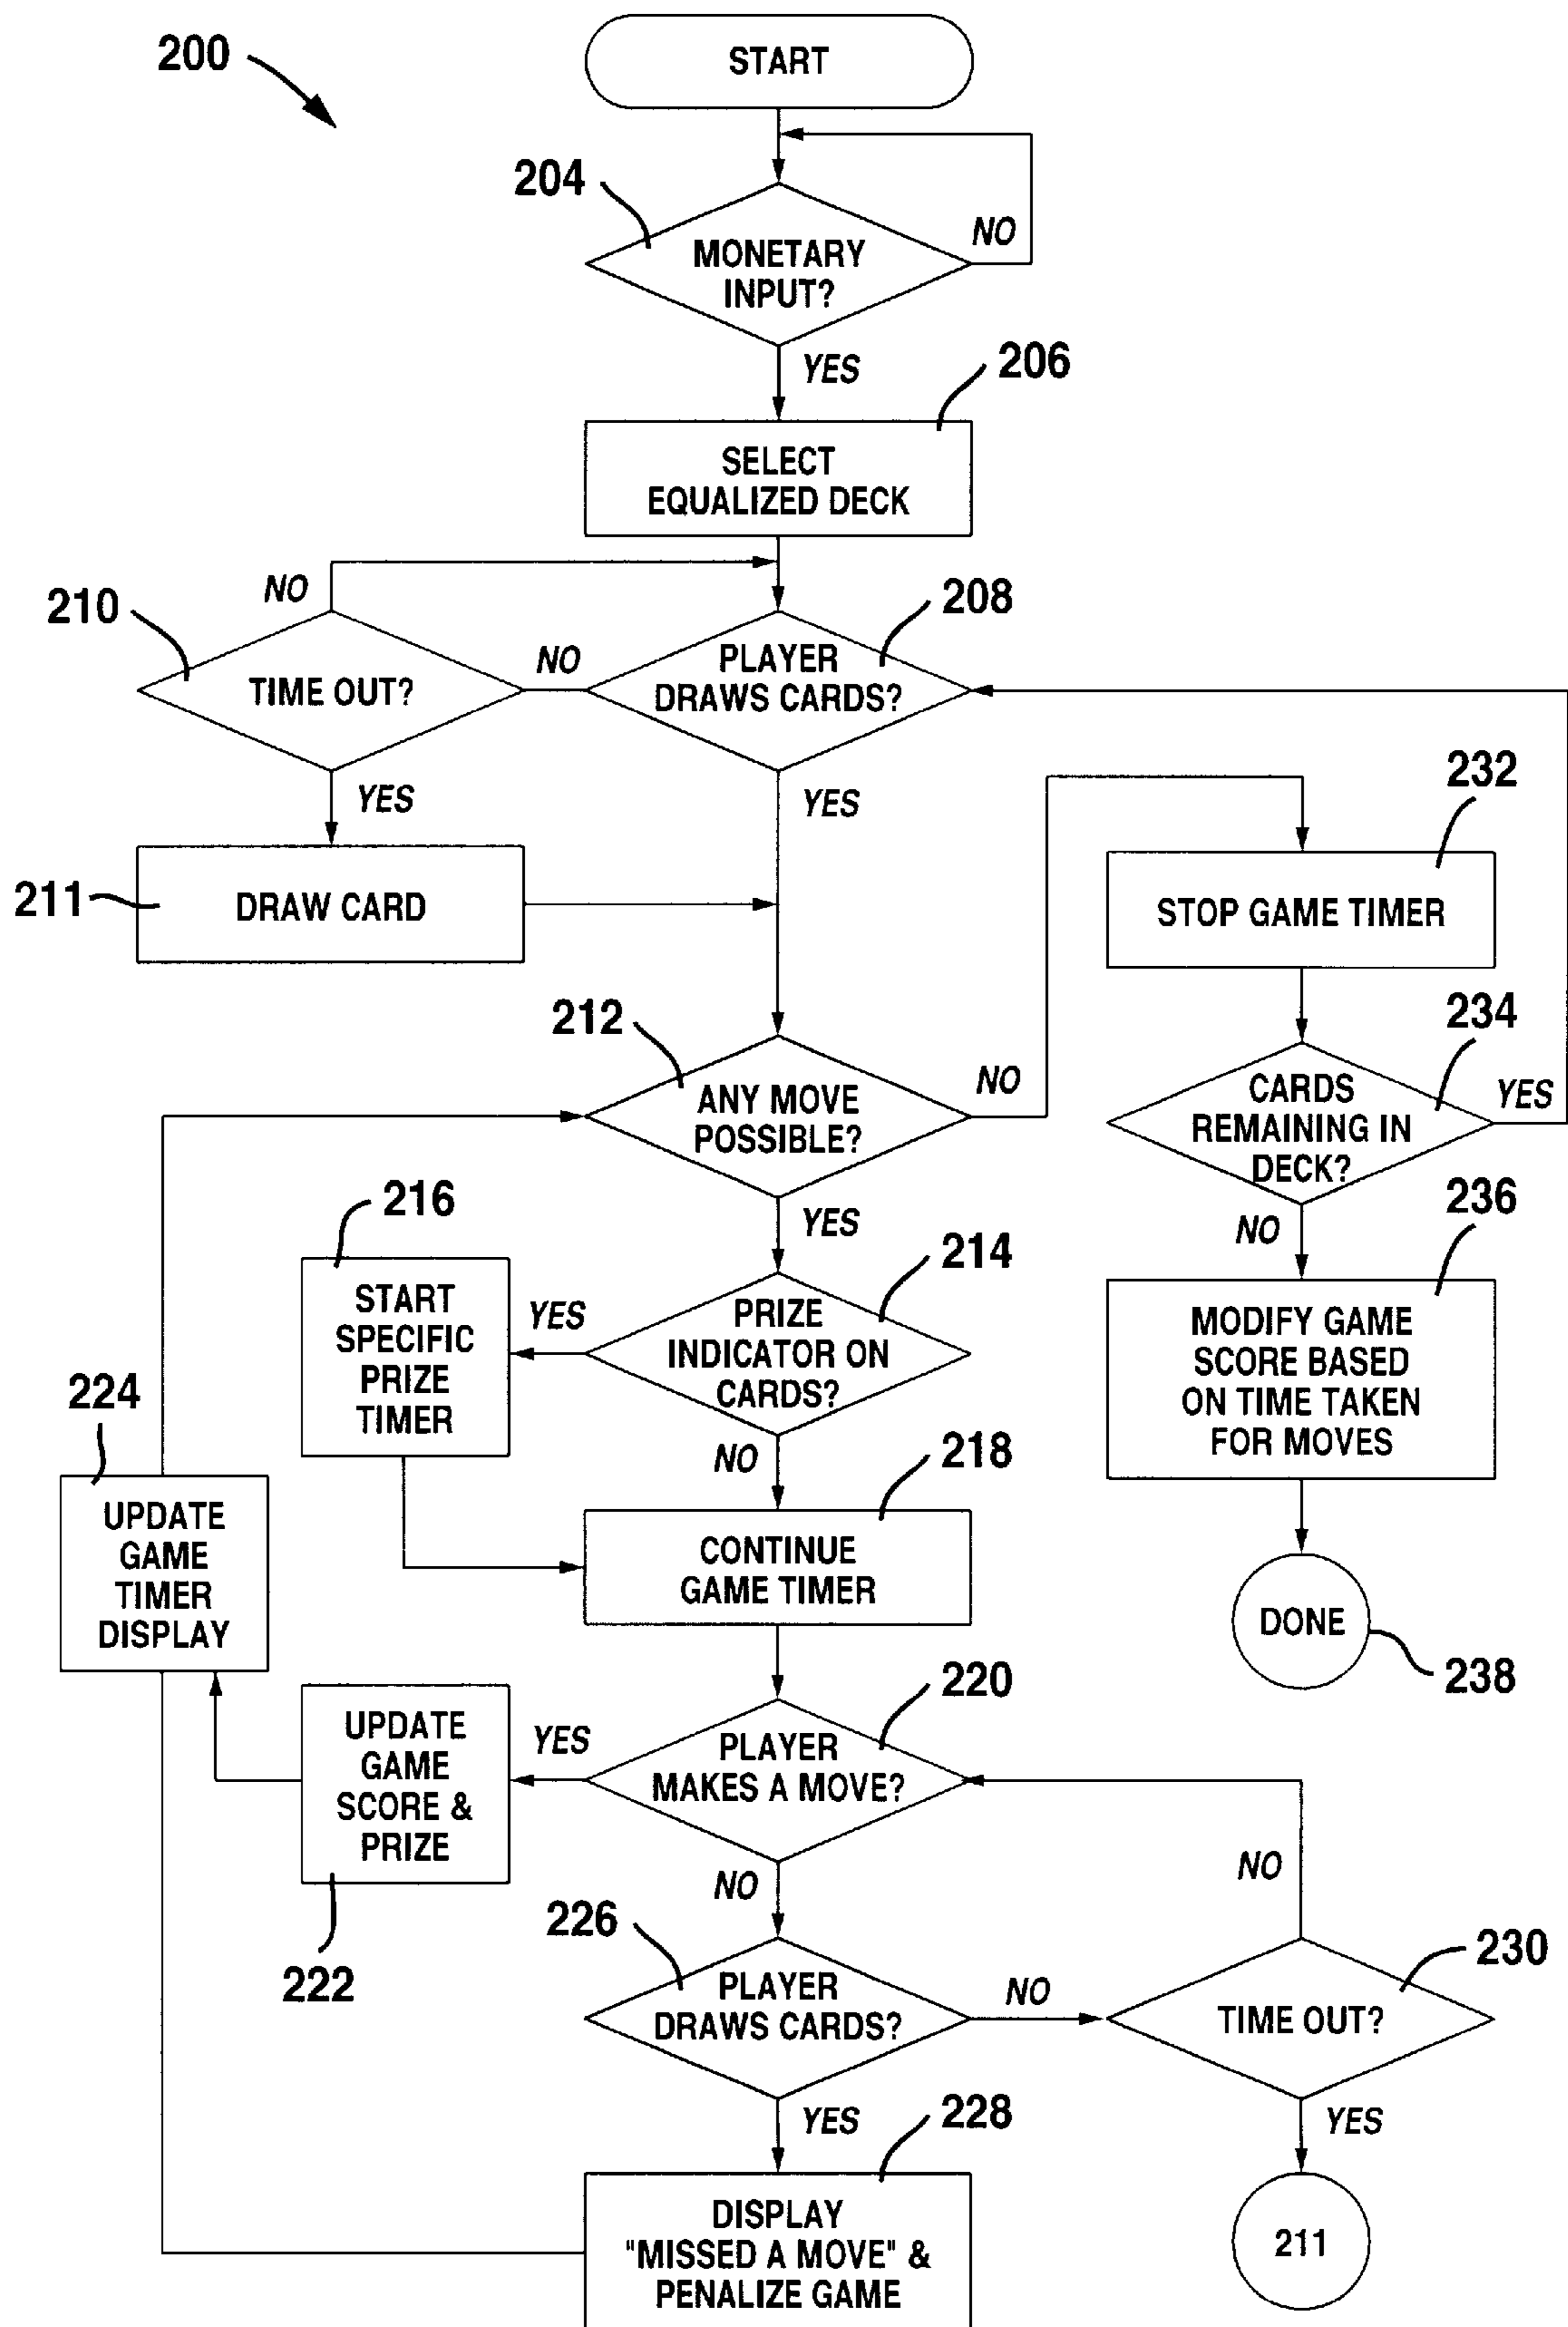 200
START
204
MONETARY
INPUT?
NO
YES
206
SELECT
EQUALIZED DECK
210
NO
TIME OUT?
NO
208
PLAYER
DRAWS CARDS?
YES
YES
211
DRAW CARD
232
STOP GAME TIMER
212
ANY MOVE
POSSIBLE?
NO
234
CARDS
REMAINING IN
DECK?
YES
NO
YES
216
START
SPECIFIC
PRIZE
TIMER
YES
214
PRIZE
INDICATOR ON
CARDS?
NO
236
MODIFY GAME
SCORE BASED
ON TIME TAKEN
FOR MOVES
224
UPDATE
GAME
TIMER
DISPLAY
218
CONTINUE
GAME TIMER
DONE
238
220
PLAYER
MAKES A MOVE?
YES
UPDATE
GAME
SCORE &
PRIZE
222
NO
NO
226
PLAYER
DRAWS CARDS?
NO
230
TIME OUT?
YES
YES
228
DISPLAY
"MISSED A MOVE" &
PENALIZE GAME
211